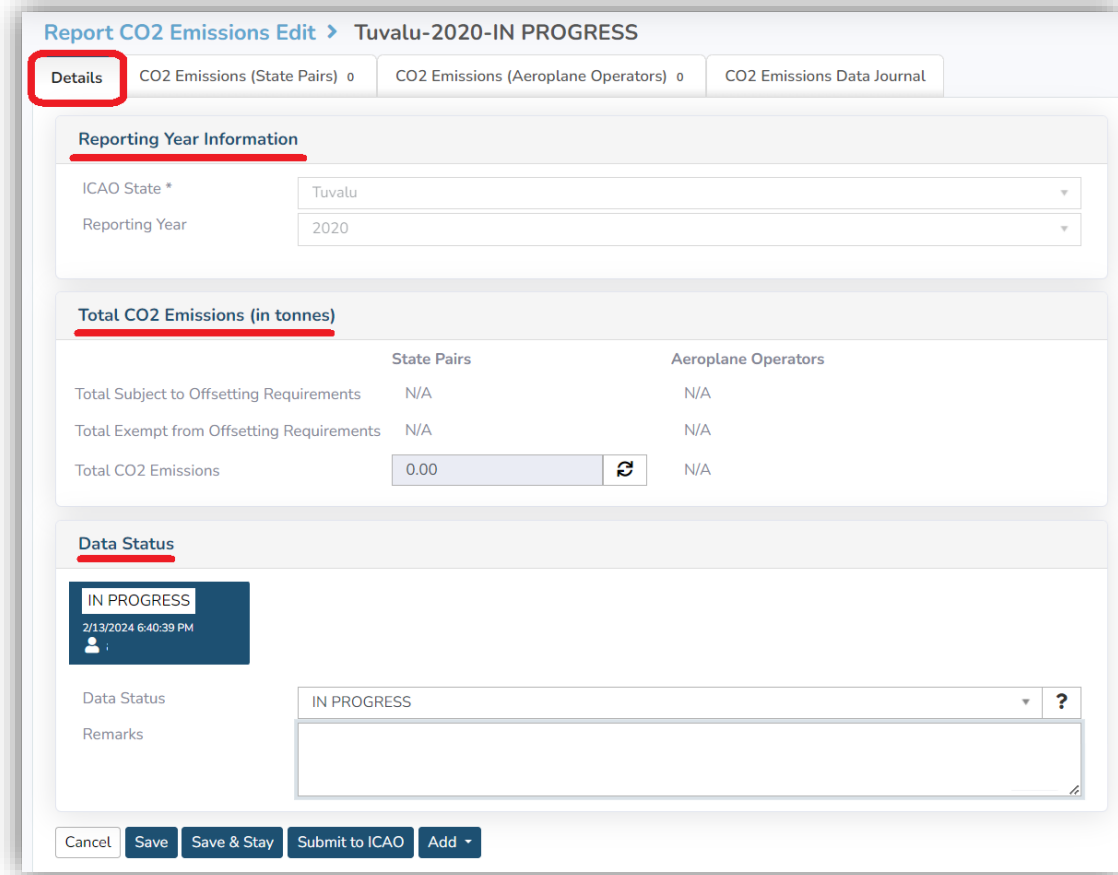 Report CO2 Emissions Edit > Tuvalu-2020-IN PROGRESS
Details CO2 Emissions (State Pairs) 0 CO2 Emissions (Aeroplane Operators) 0 CO2 Emissions Data Journal
Reporting Year Information
ICAO State * Tuvalu
Reporting Year 2020
Total CO2 Emissions (in tonnes)
State Pairs Aeroplane Operators
Total Subject to Offsetting Requirements N/A N/A
Total Exempt from Offsetting Requirements N/A N/A
Total CO2 Emissions 0.00 N/A
Data Status
IN PROGRESS
2/13/2024 6:40:39 PM
Data Status IN PROGRESS ?
Remarks
Cancel Save Save & Stay Submit to ICAO Add